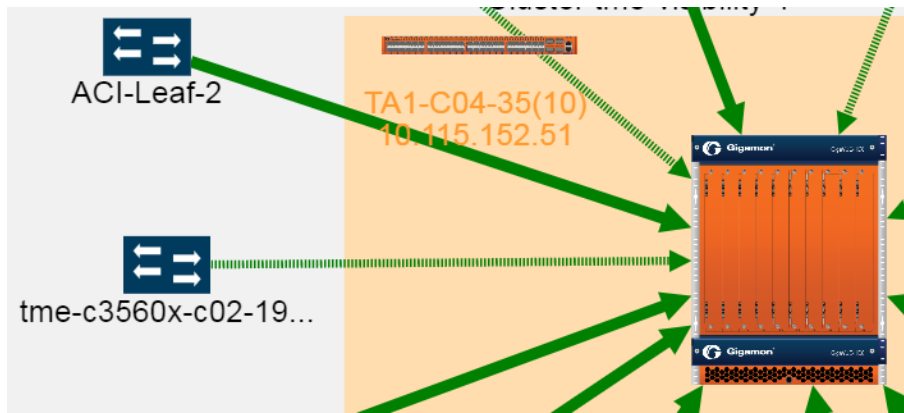 ACI-Leaf-2
TA1-C04-35(10)
10.115.152.51
Gigamon
tme-c3560x-c02-19...
Gigamon